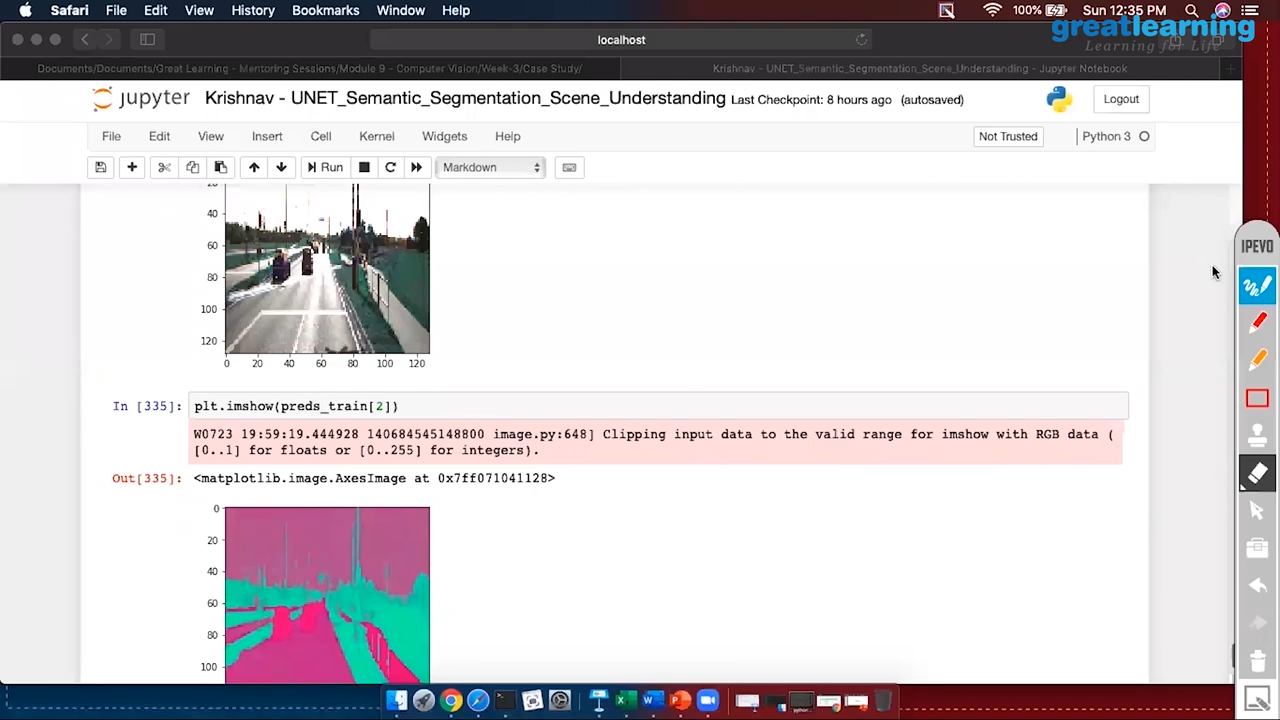 Safari File Edit View History Bookmarks Window Help 100% Sun 12:35 PM
greatlearning
Learning for Life
localhost
Documents/Documents/Great Learning - Mentoring Sessions/Module 9 - Computer Vision/Week-3/Case Study/ Krishnav - UNET_Semantic_Segmentation_Scene_Understanding - Jupyter Notebook
jupyter Krishnav - UNET_Semantic_Segmentation_Scene_Understanding Last Checkpoint: 8 hours ago (autosaved) Logout
File Edit View Insert Cell Kernel Widgets Help Not Trusted Python 3
Run Markdown
20
40
60
80
100
120
0 20 40 60 80 100 120
IPEVO
In [335]: plt.imshow(preds_train[2])
W0723 19:59:19.444928 140684545148800 image.py:648] Clipping input data to the valid range for imshow with RGB data (
[0..1] for floats or [0..255] for integers).
Out[335]: <matplotlib.image.AxesImage at 0x7ff071041128>
0
20
40
60
80
100